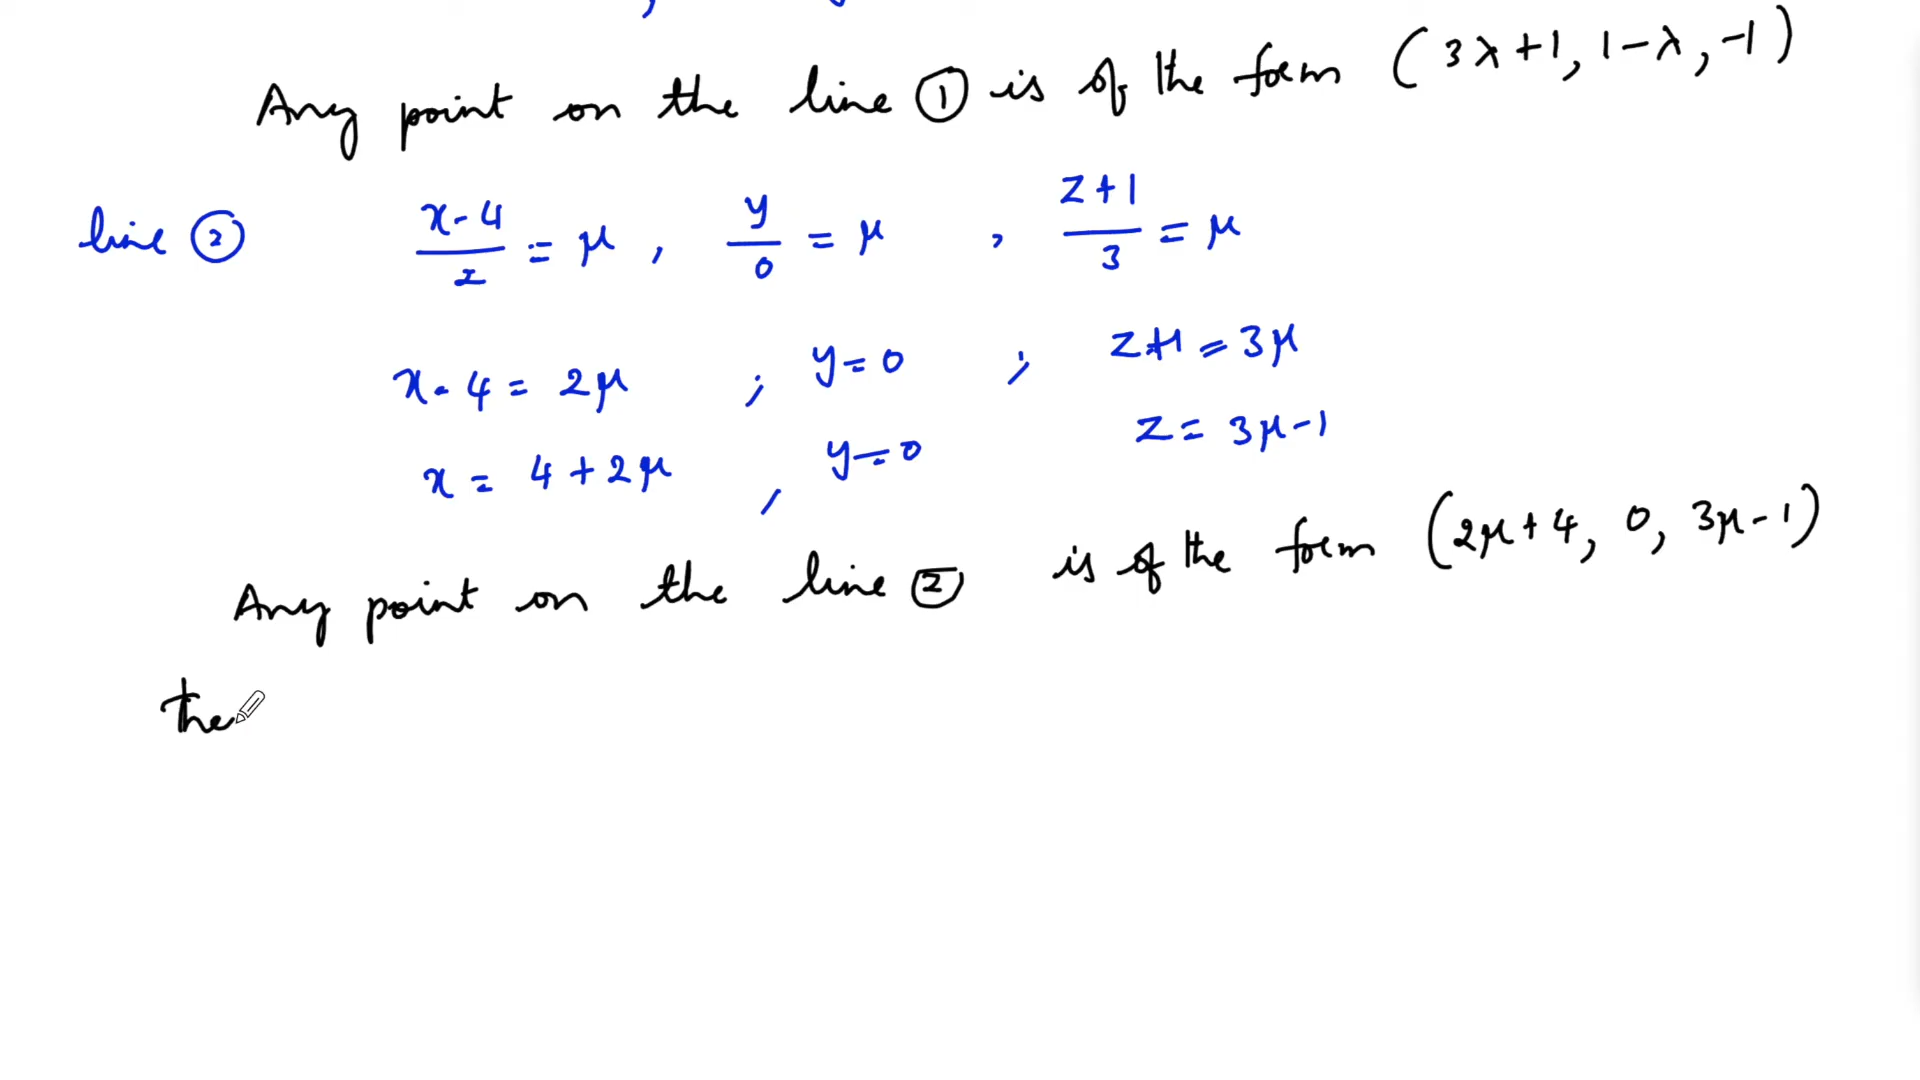 Any point on the line ① is of the form (3λ+1, 1-λ, -1)
line ② x-4/2 = μ , y/0 = μ , z+1/3 = μ
x-4 = 2μ ; y=0 ; z+1 = 3μ
x = 4+2μ , y=0 z = 3μ-1
Any point on the line ② is of the form (2μ+4, 0, 3μ-1)
the